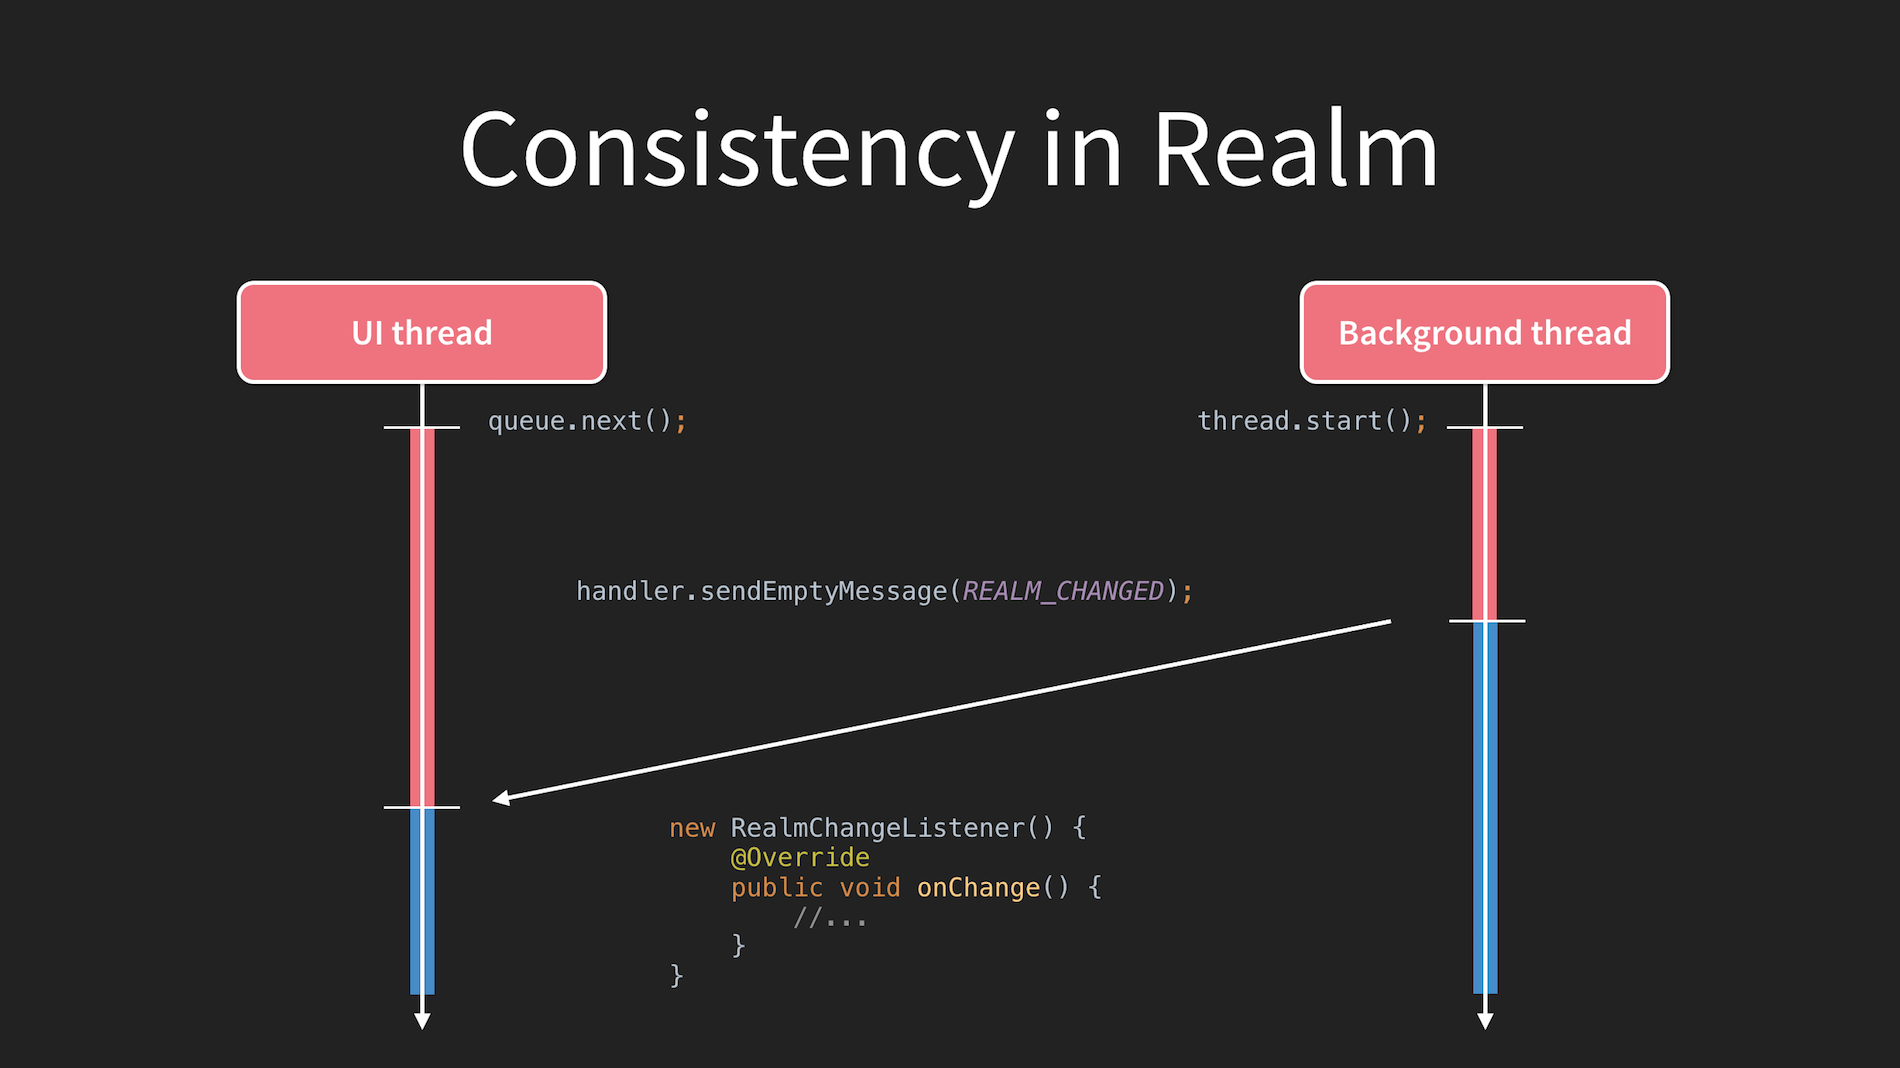 Consistency in Realm
UI thread
Background thread
queue.next();
thread.start();
handler.sendEmptyMessage(REALM_CHANGED);
new RealmChangeListener() {
    @Override
    public void onChange() {
        //...
    }
}